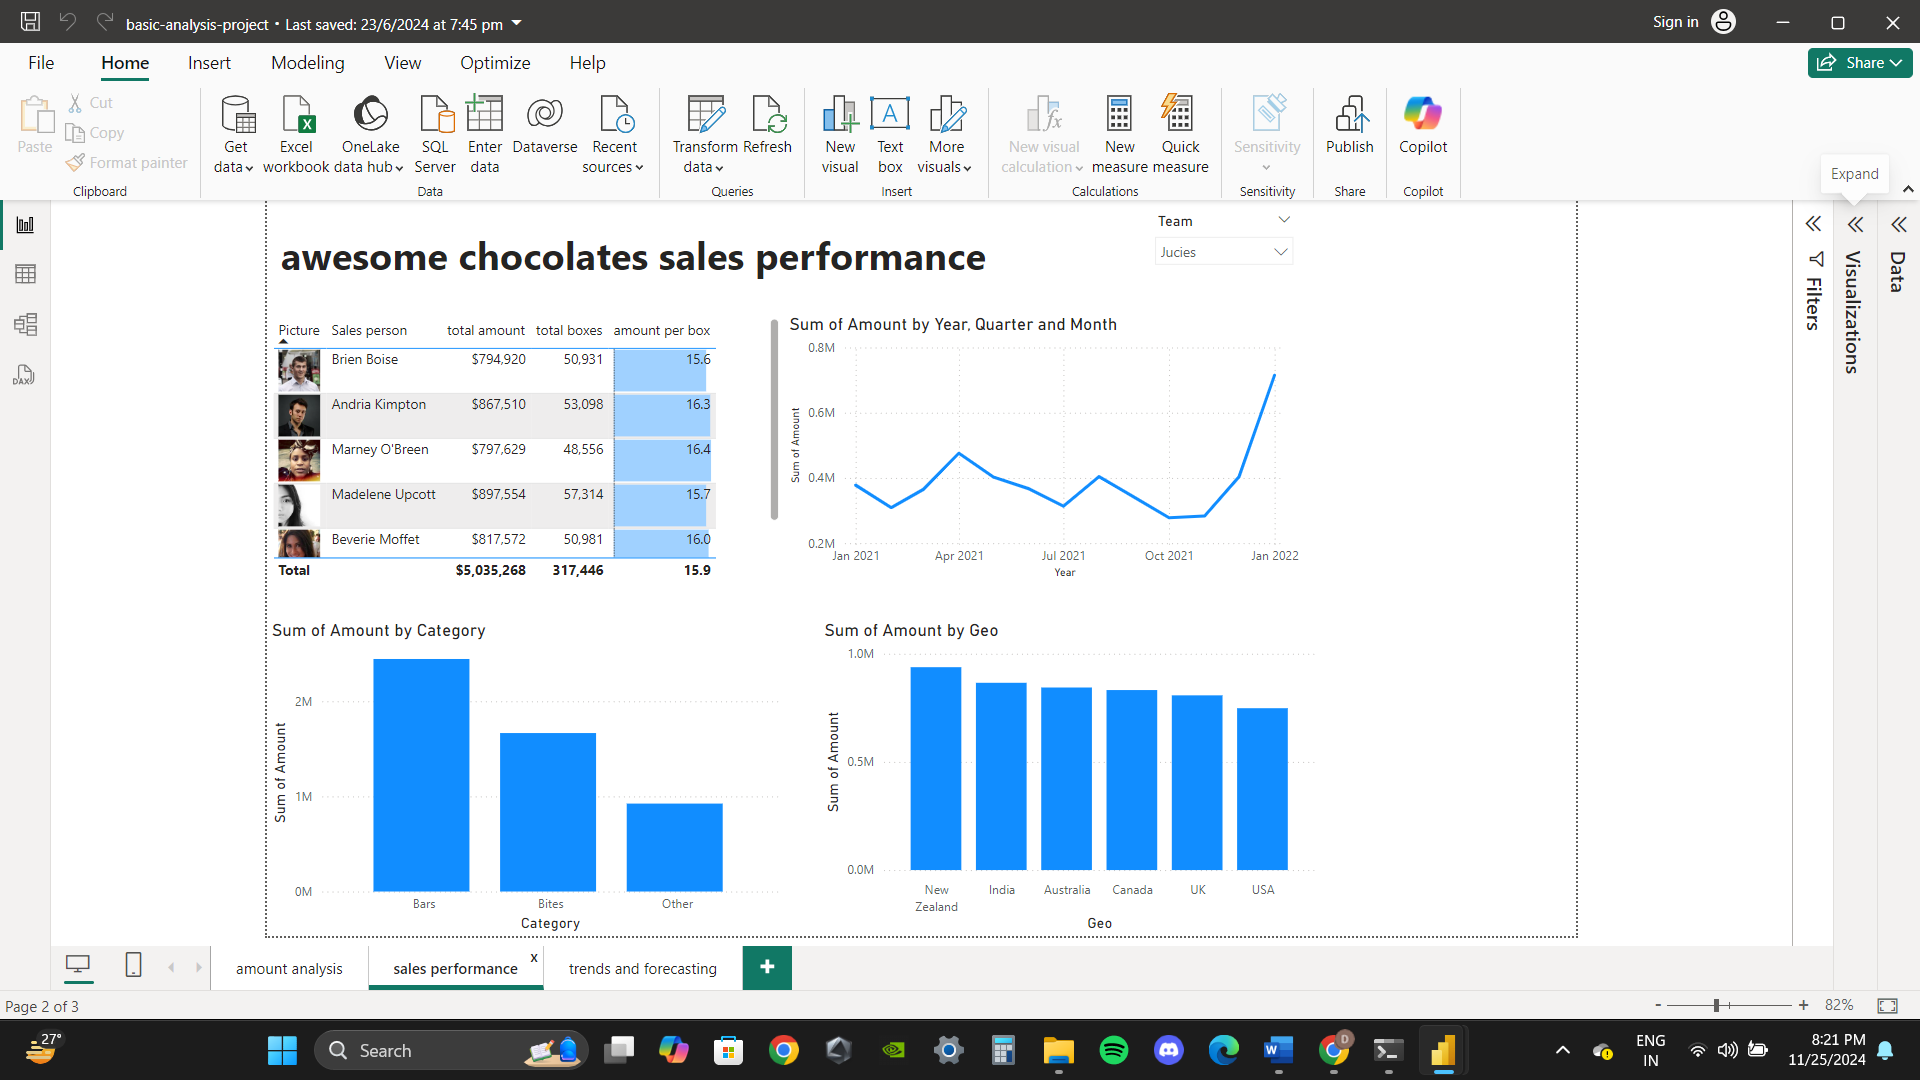 basic-analysis-project • Last saved: 23/6/2024 at 7:45 pm
Sign in
File Home Insert Modeling View Optimize Help
Share
Paste
Cut
Copy
Format painter
Clipboard
Get data
Excel workbook
OneLake data hub
SQL Server
Enter data
Dataverse
Recent sources
Data
Transform data
Refresh
Queries
New visual
Text box
More visuals
Insert
New visual calculation
New measure
Quick measure
Calculations
Sensitivity
Sensitivity
Publish
Share
Copilot
Copilot
Expand
DAX
Filters
Visualizations
Data
awesome chocolates sales performance
Team
Jucies
Picture Sales person total amount total boxes amount per box
Brien Boise $794,920 50,931 15.6
Andria Kimpton $867,510 53,098 16.3
Marney O'Breen $797,629 48,556 16.4
Madelene Upcott $897,554 57,314 15.7
Beverie Moffet $817,572 50,981 16.0
Total $5,035,268 317,446 15.9
Sum of Amount by Year, Quarter and Month
Sum of Amount
0.8M
0.6M
0.4M
0.2M
Jan 2021 Apr 2021 Jul 2021 Oct 2021 Jan 2022
Year
Sum of Amount by Category
Sum of Amount
2M
1M
0M
Bars Bites Other
Category
Sum of Amount by Geo
Sum of Amount
1.0M
0.5M
0.0M
New Zealand India Australia Canada UK USA
Geo
amount analysis
sales performance x
trends and forecasting
+
Page 2 of 3
- + 82%
27°
Search
ENG
IN
8:21 PM
11/25/2024